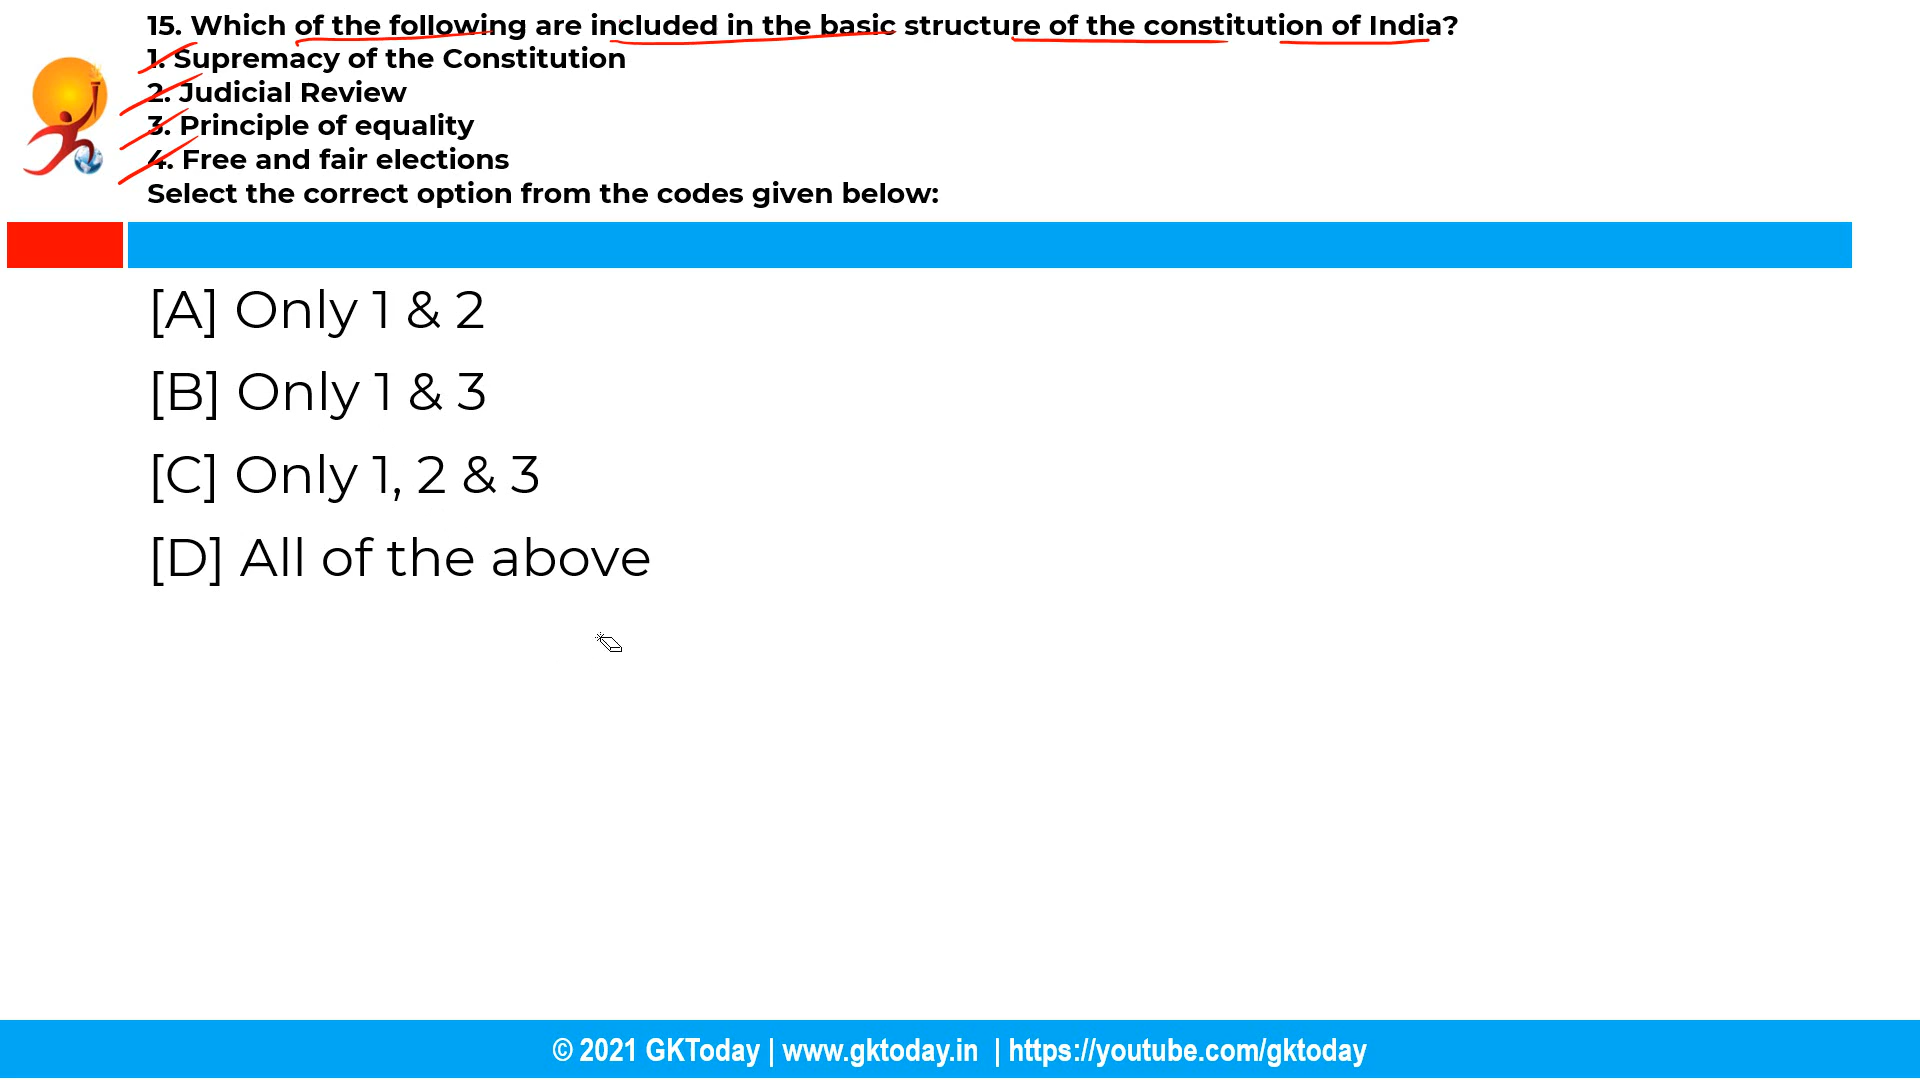 15. Which of the following are included in the basic structure of the constitution of India?
1. Supremacy of the Constitution
2. Judicial Review
3. Principle of equality
4. Free and fair elections
Select the correct option from the codes given below:
[A] Only 1 & 2
[B] Only 1 & 3
[C] Only 1, 2 & 3
[D] All of the above
© 2021 GKToday | www.gktoday.in | https://youtube.com/gktoday